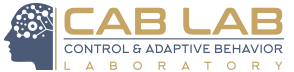 CAB LAB
CONTROL & ADAPTIVE BEHAVIOR
LABORATORY